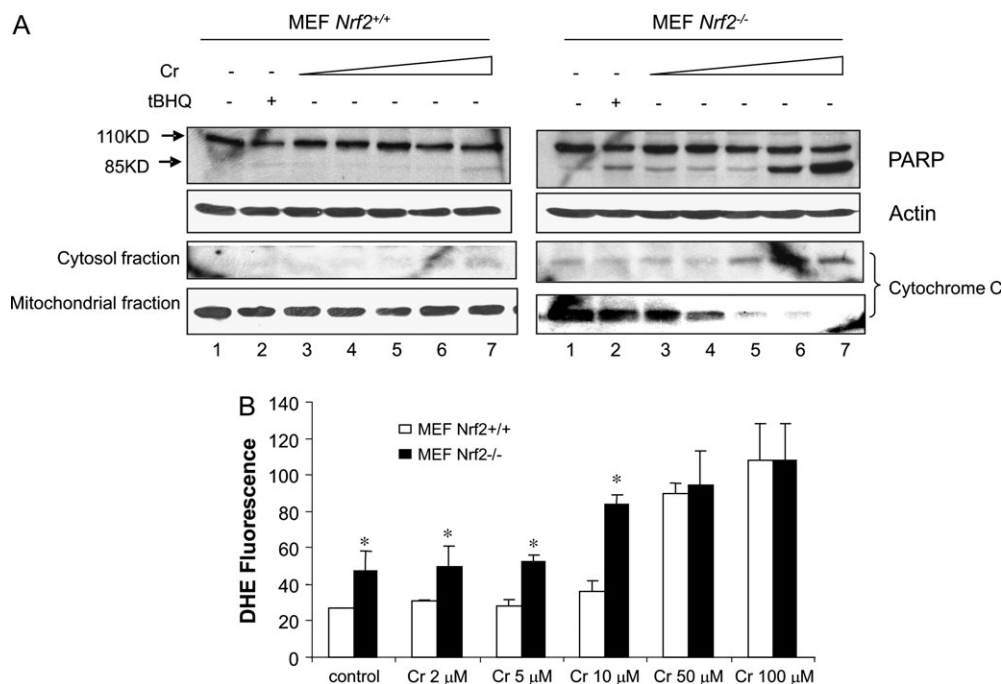 A
MEF Nrf2+/+ MEF Nrf2-/-
Cr - - - -
tBHQ - + - - - - - - + - - - - -
110KD
85KD
PARP
Actin
Cytosol fraction
Mitochondrial fraction
Cytochrome C
1 2 3 4 5 6 7 1 2 3 4 5 6 7
B
140
120
100
80
60
40
20
0
DHE Fluorescence
MEF Nrf2+/+
MEF Nrf2-/-
* * * *
control Cr 2 μM Cr 5 μM Cr 10 μM Cr 50 μM Cr 100 μM